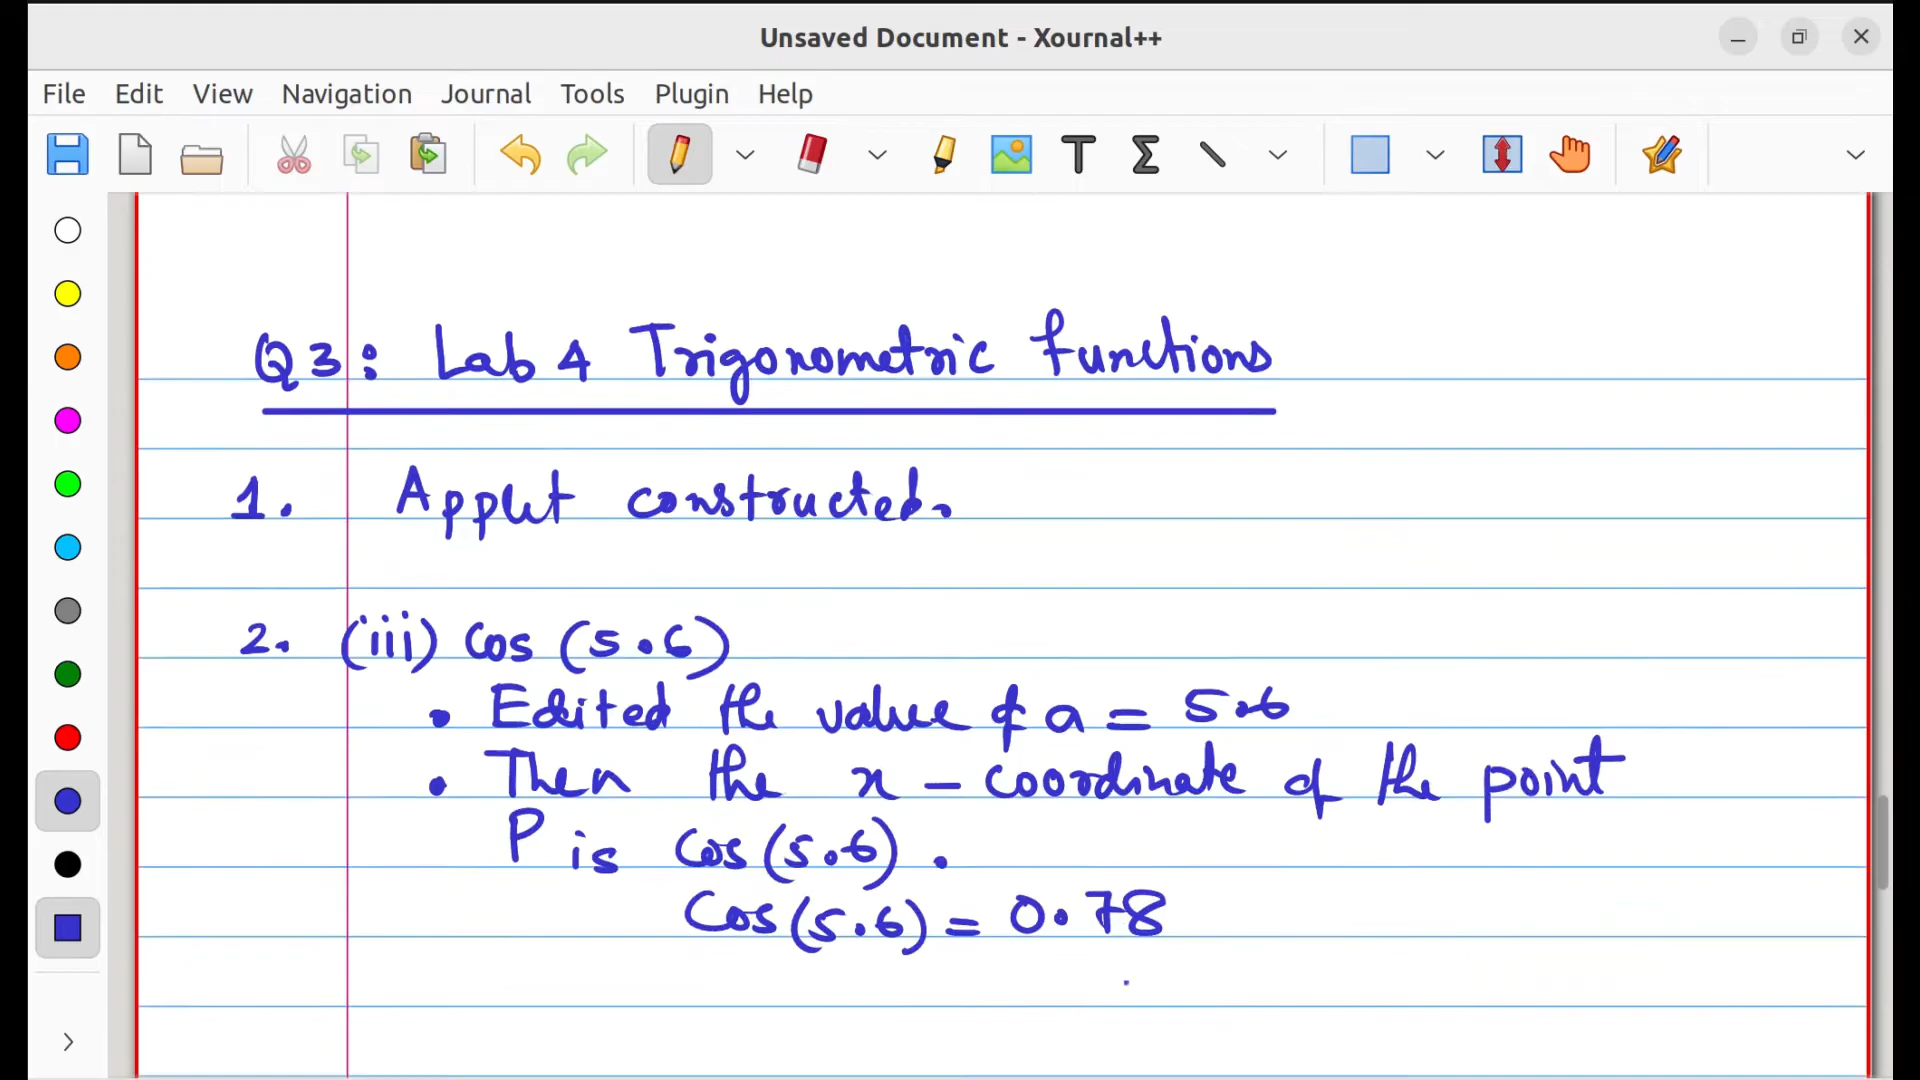 Unsaved Document - Xournal++
File Edit View Navigation Journal Tools Plugin Help
Q3: Lab 4 Trigonometric functions
1. Applet constructed.
2. (iii) Cos (5.6)
• Edited the value of a = 5.6
• Then the x - coordinate of the point
P is Cos(5.6).
Cos(5.6) = 0.78